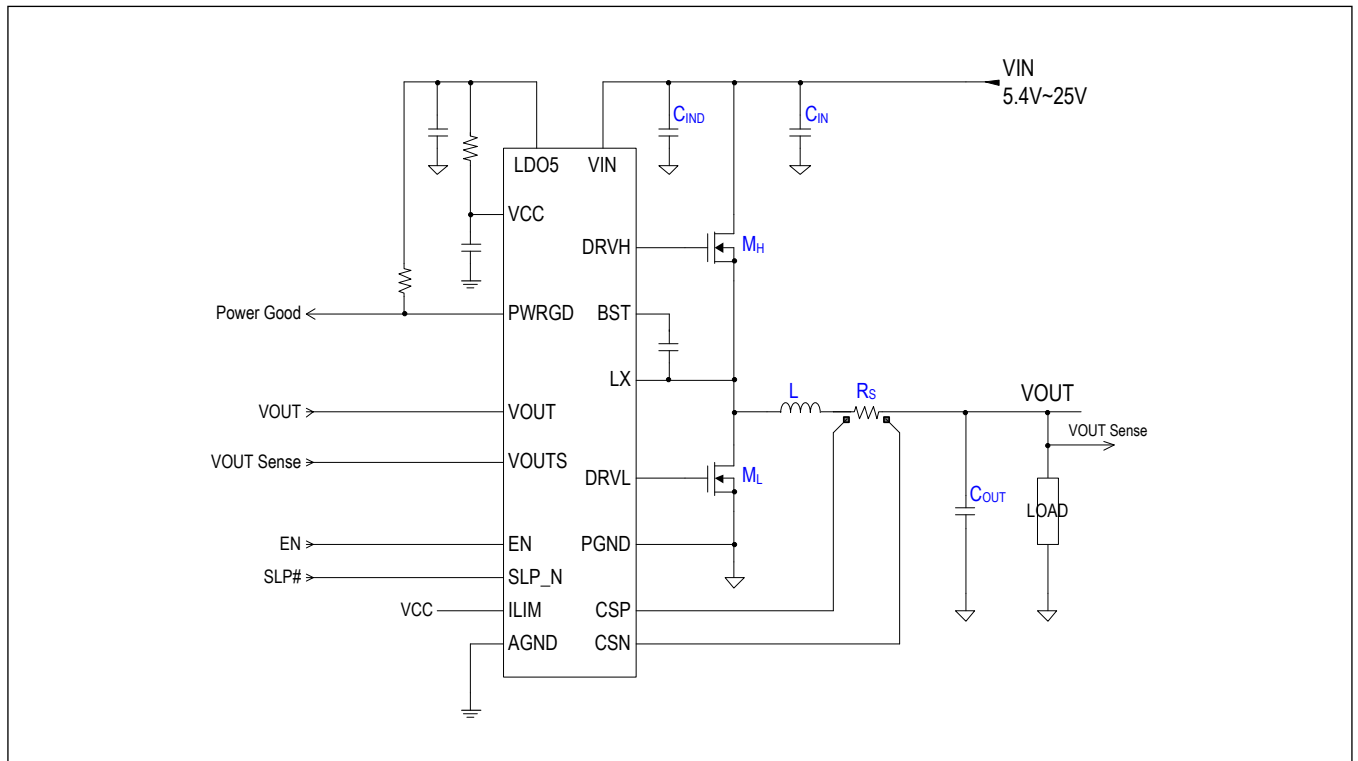 VIN
5.4V~25V
CIND
CIN
LDO5 VIN
VCC
DRVH
MH
Power Good
PWRGD
BST
LX
L
RS
VOUT
VOUT
VOUT
VOUT Sense
VOUT Sense
VOUTS
DRVL
ML
COUT
LOAD
EN
EN
PGND
SLP#
SLP_N
VCC
ILIM
CSP
AGND
CSN